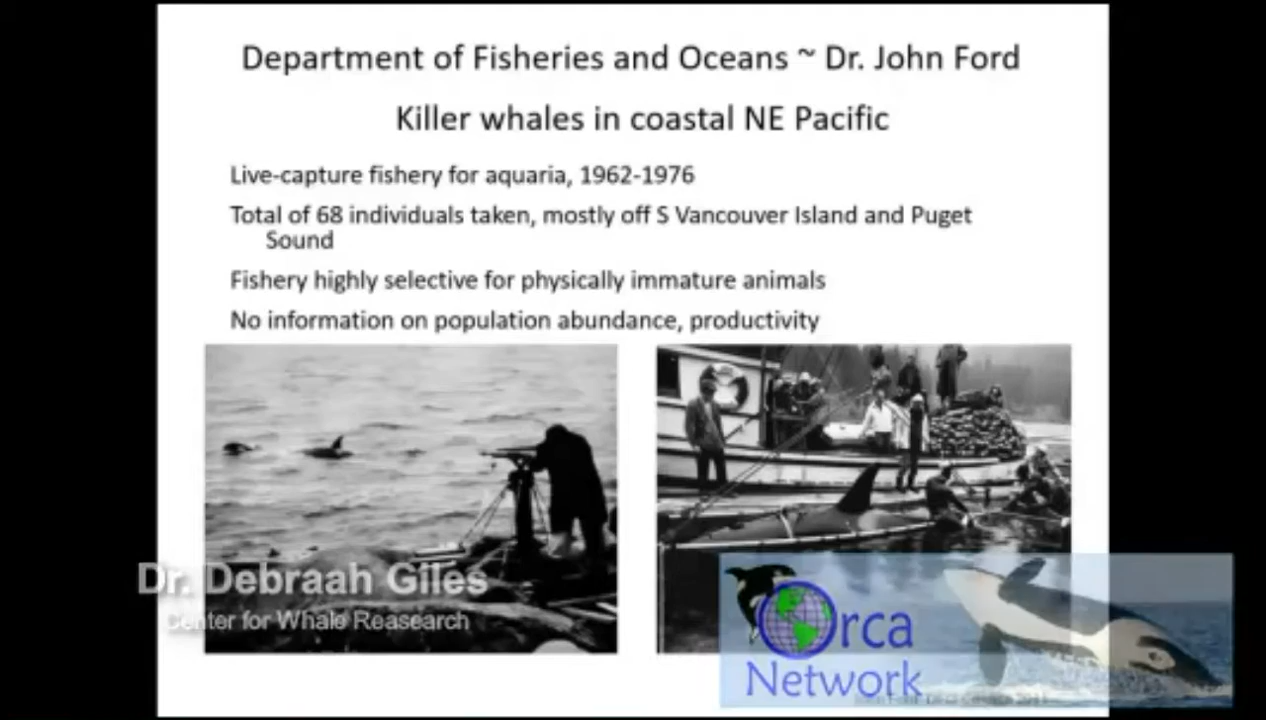 Department of Fisheries and Oceans ~ Dr. John Ford
Killer whales in coastal NE Pacific
Live-capture fishery for aquaria, 1962-1976
Total of 68 individuals taken, mostly off S Vancouver Island and Puget
Sound
Fishery highly selective for physically immature animals
No information on population abundance, productivity
Dr. Debraah Giles
Center for Whale Reasearch
Orca
Network